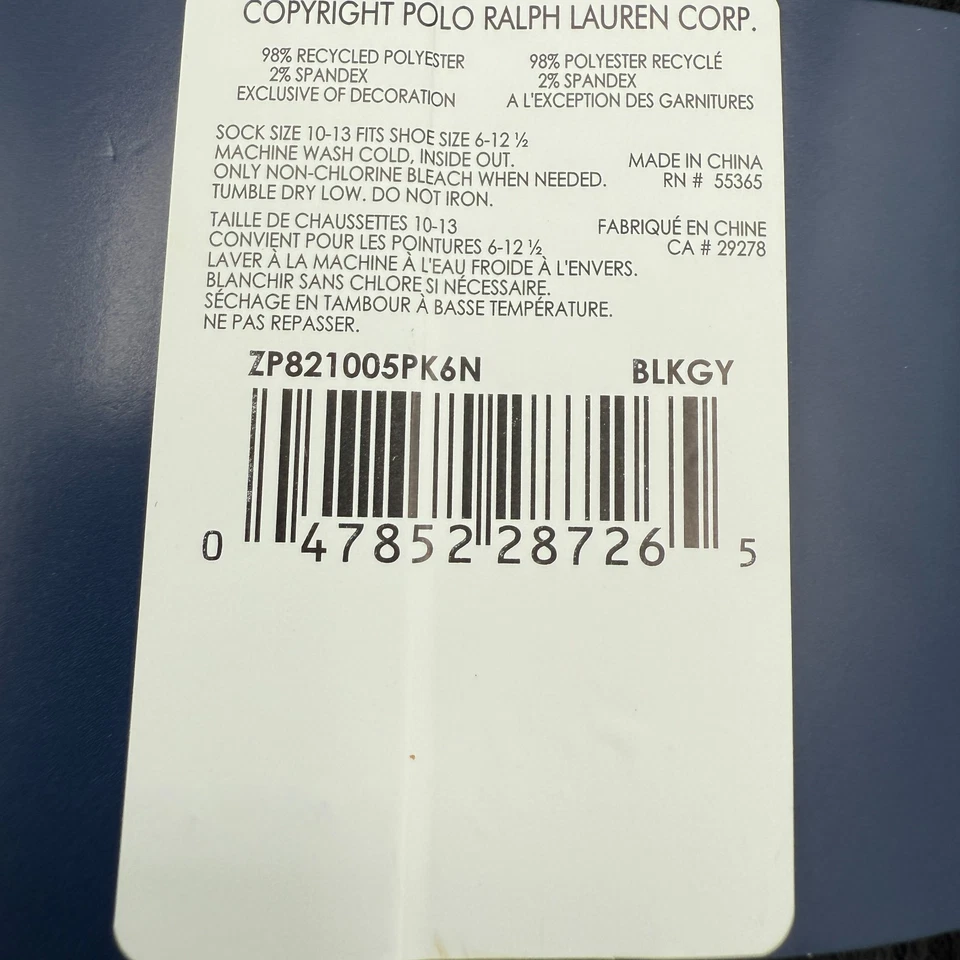 COPYRIGHT POLO RALPH LAUREN CORP.
98% RECYCLED POLYESTER
2% SPANDEX
EXCLUSIVE OF DECORATION
98% POLYESTER RECYCLÉ
2% SPANDEX
A L'EXCEPTION DES GARNITURES
SOCK SIZE 10-13 FITS SHOE SIZE 6-12 ½
MACHINE WASH COLD, INSIDE OUT.
ONLY NON-CHLORINE BLEACH WHEN NEEDED.
TUMBLE DRY LOW. DO NOT IRON.
MADE IN CHINA
RN # 55365
TAILLE DE CHAUSSETTES 10-13
CONVIENT POUR LES POINTURES 6-12 ½
LAVER À LA MACHINE À L'EAU FROIDE À L'ENVERS.
BLANCHIR SANS CHLORE SI NÉCESSAIRE.
SÉCHAGE EN TAMBOUR À BASSE TEMPÉRATURE.
NE PAS REPASSER.
FABRIQUÉ EN CHINE
CA # 29278
ZP821005PK6N BLKGY
0 47852 28726 5